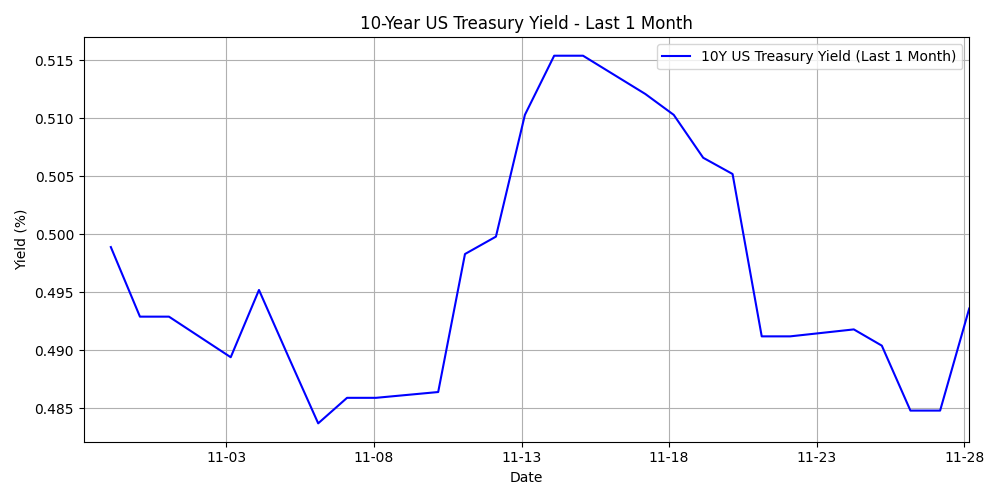 10-Year US Treasury Yield - Last 1 Month
10Y US Treasury Yield (Last 1 Month)
0.515
0.510
0.505
0.500
0.495
0.490
0.485
Yield (%)
11-03 11-08 11-13 11-18 11-23 11-28
Date